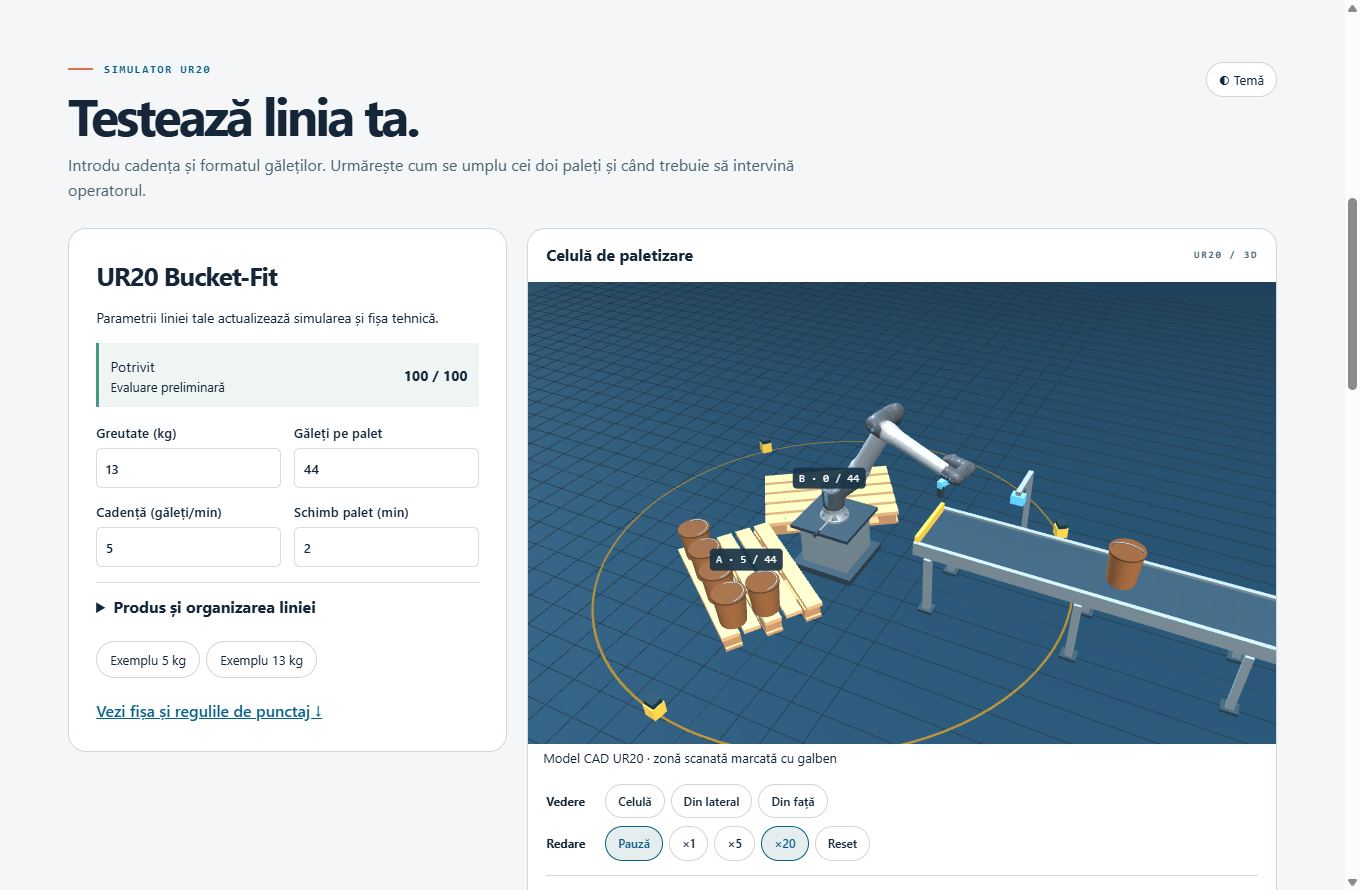 SIMULATOR UR20
◐ Temă
Testează linia ta.
Introdu cadența și formatul găleților. Urmărește cum se umplu cei doi paleți și când trebuie să intervină
operatorul.
UR20 Bucket-Fit
Parametrii liniei tale actualizează simularea și fișa tehnică.
Potrivit
Evaluare preliminară
100 / 100
Greutate (kg)
Găleți pe palet
13
44
Cadență (găleți/min)
Schimb palet (min)
5
2
▶ Produs și organizarea liniei
Exemplu 5 kg
Exemplu 13 kg
Vezi fișa și regulile de punctaj ↓
Celulă de paletizare
UR20 / 3D
B · 0 / 44
A · 5 / 44
Model CAD UR20 · zonă scanată marcată cu galben
Vedere
Celulă
Din lateral
Din față
Redare
Pauză
×1
×5
×20
Reset